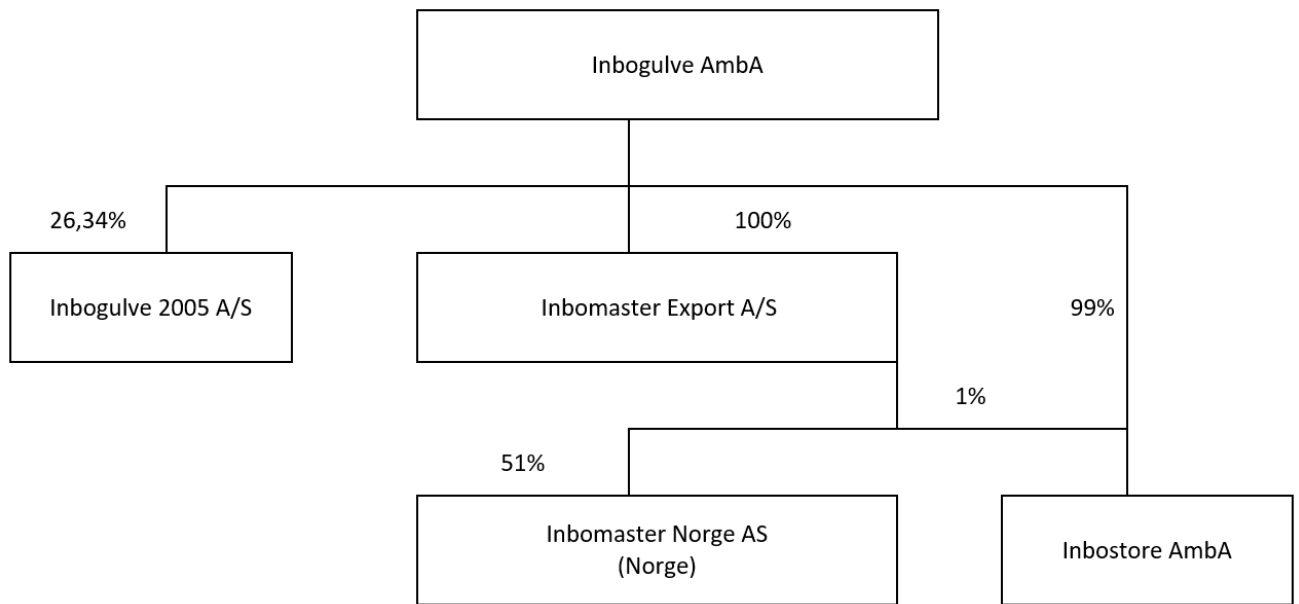 Inbogulve AmbA
26,34%
100%
Inbogulve 2005 A/S
Inbomaster Export A/S
99%
1%
51%
Inbomaster Norge AS
(Norge)
Inbostore AmbA